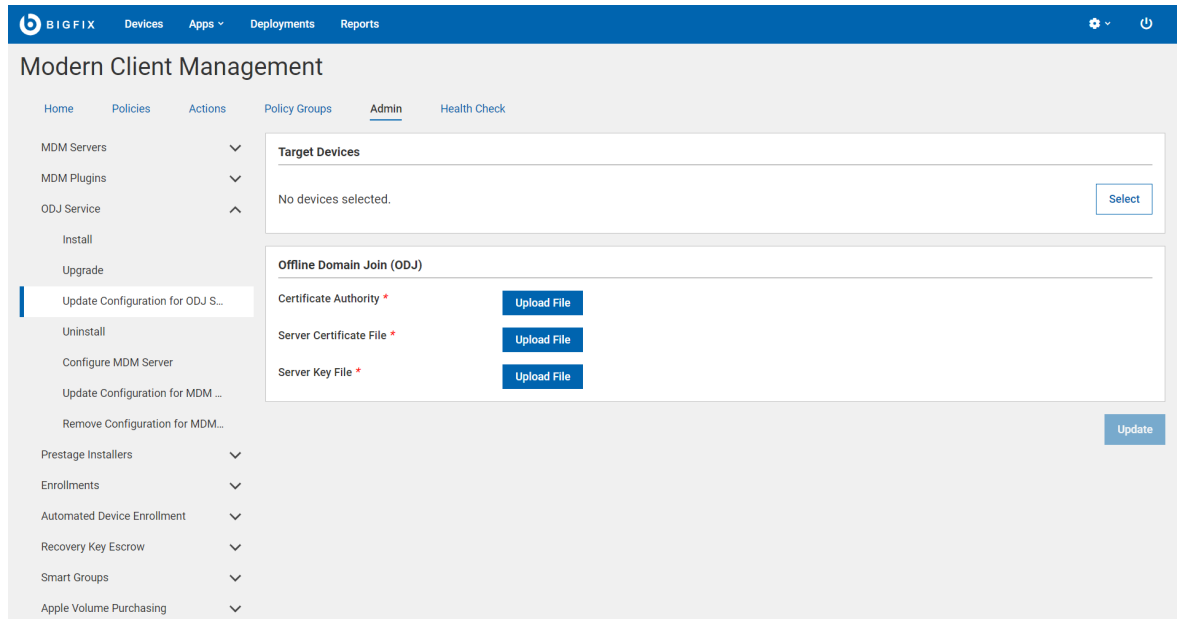 BIGFIX Devices Apps Deployments Reports
Modern Client Management
Home Policies Actions Policy Groups Admin Health Check
MDM Servers
MDM Plugins
ODJ Service
Install
Upgrade
Update Configuration for ODJ S...
Uninstall
Configure MDM Server
Update Configuration for MDM ...
Remove Configuration for MDM...
Prestage Installers
Enrollments
Automated Device Enrollment
Recovery Key Escrow
Smart Groups
Apple Volume Purchasing
Target Devices
No devices selected. Select
Offline Domain Join (ODJ)
Certificate Authority * Upload File
Server Certificate File * Upload File
Server Key File * Upload File
Update